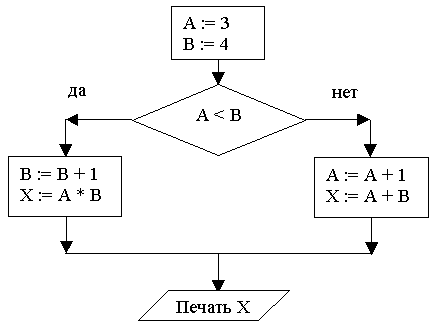 A := 3
B := 4
да
нет
A < B
B := B + 1
X := A * B
A := A + 1
X := A + B
Печать X